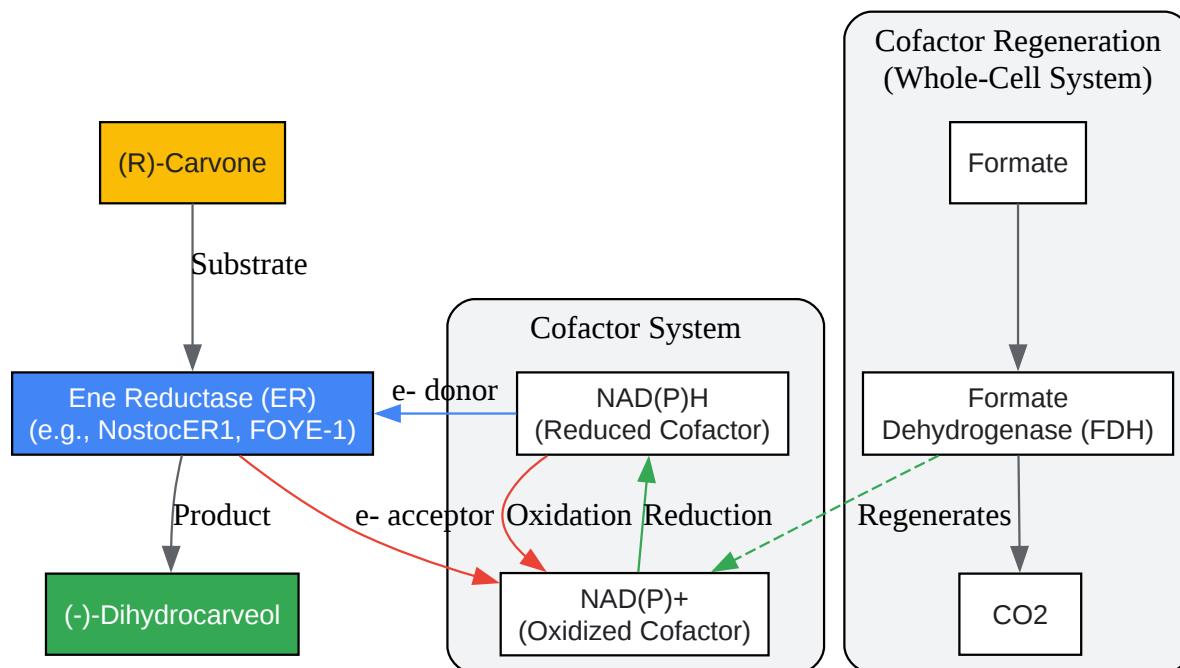 Cofactor Regeneration
(Whole-Cell System)
(R)-Carvone
Formate
Substrate
Cofactor System
Ene Reductase (ER)
(e.g., NostocER1, FOYE-1)
e- donor
NAD(P)H
(Reduced Cofactor)
Formate
Dehydrogenase (FDH)
Product
e- acceptor
Oxidation
Reduction
Regenerates
(-)-Dihydrocarveol
NAD(P)+
(Oxidized Cofactor)
CO2